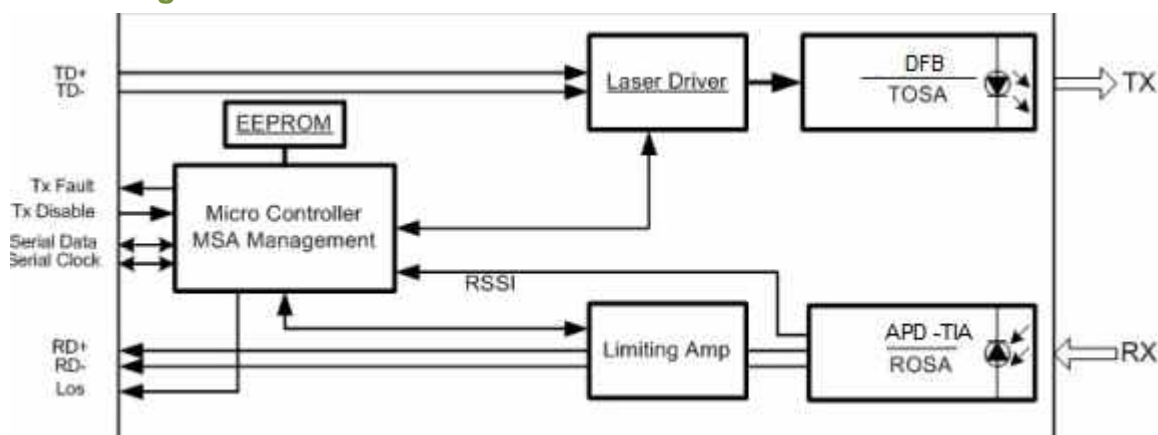 TD+
TD-
Laser Driver
DFB
TOSA
TX
EEPROM
Tx Fault
Tx Disable
Serial Data
Serial Clock
Micro Controller
MSA Management
RSSI
RD+
RD-
Los
Limiting Amp
APD -TIA
ROSA
RX